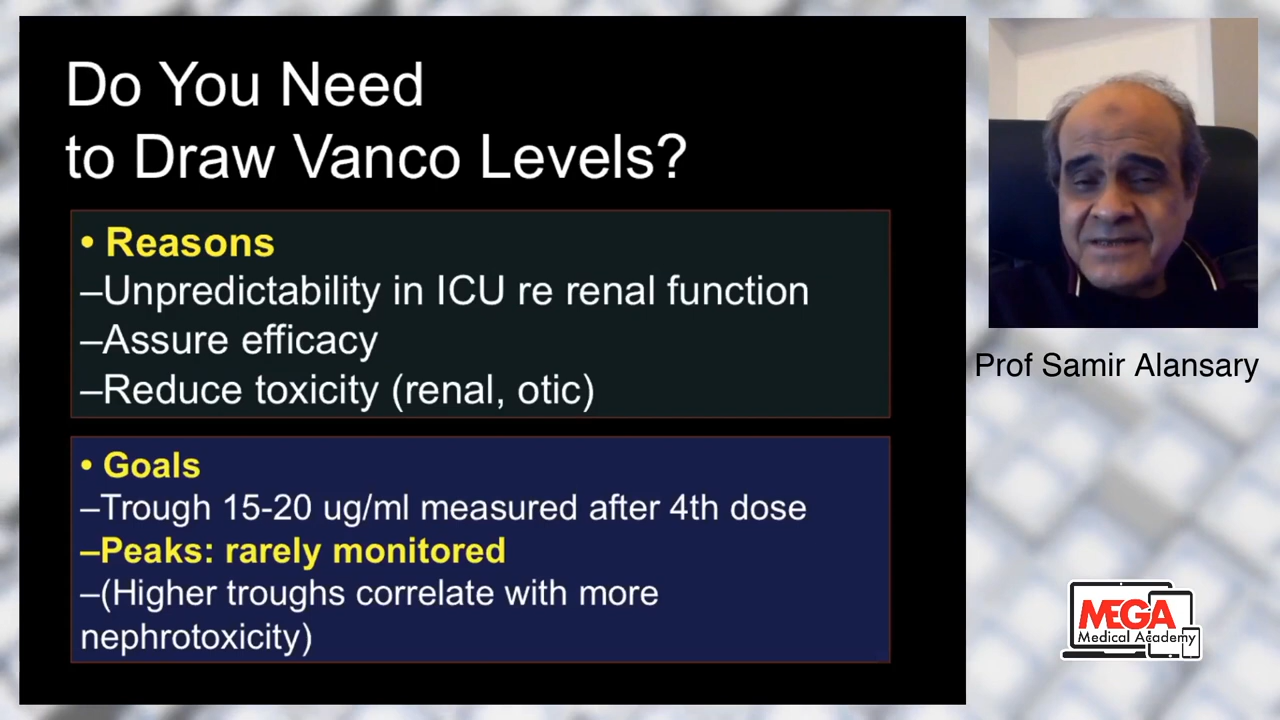 Do You Need
to Draw Vanco Levels?
• Reasons
–Unpredictability in ICU re renal function
–Assure efficacy
–Reduce toxicity (renal, otic)
• Goals
–Trough 15-20 ug/ml measured after 4th dose
–Peaks: rarely monitored
–(Higher troughs correlate with more
nephrotoxicity)
Prof Samir Alansary
MEGA
Medical Academy